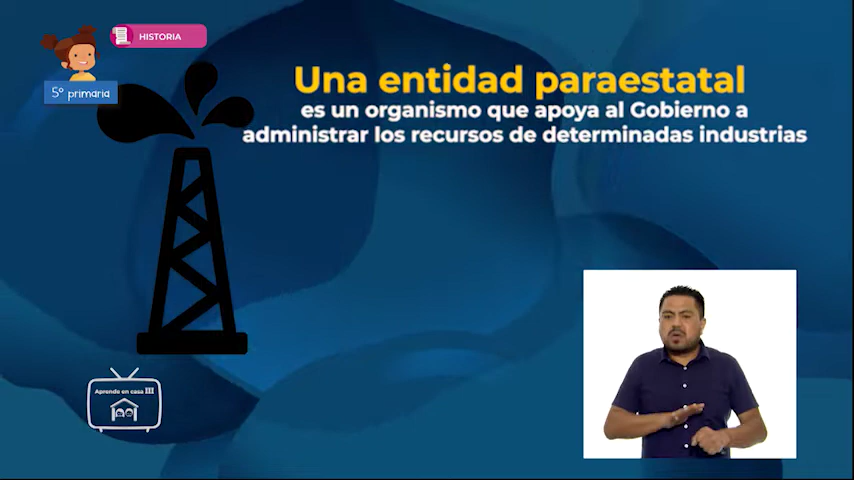 HISTORIA
5° primaria
Una entidad paraestatal
es un organismo que apoya al Gobierno a
administrar los recursos de determinadas industrias
Aprende en casa III